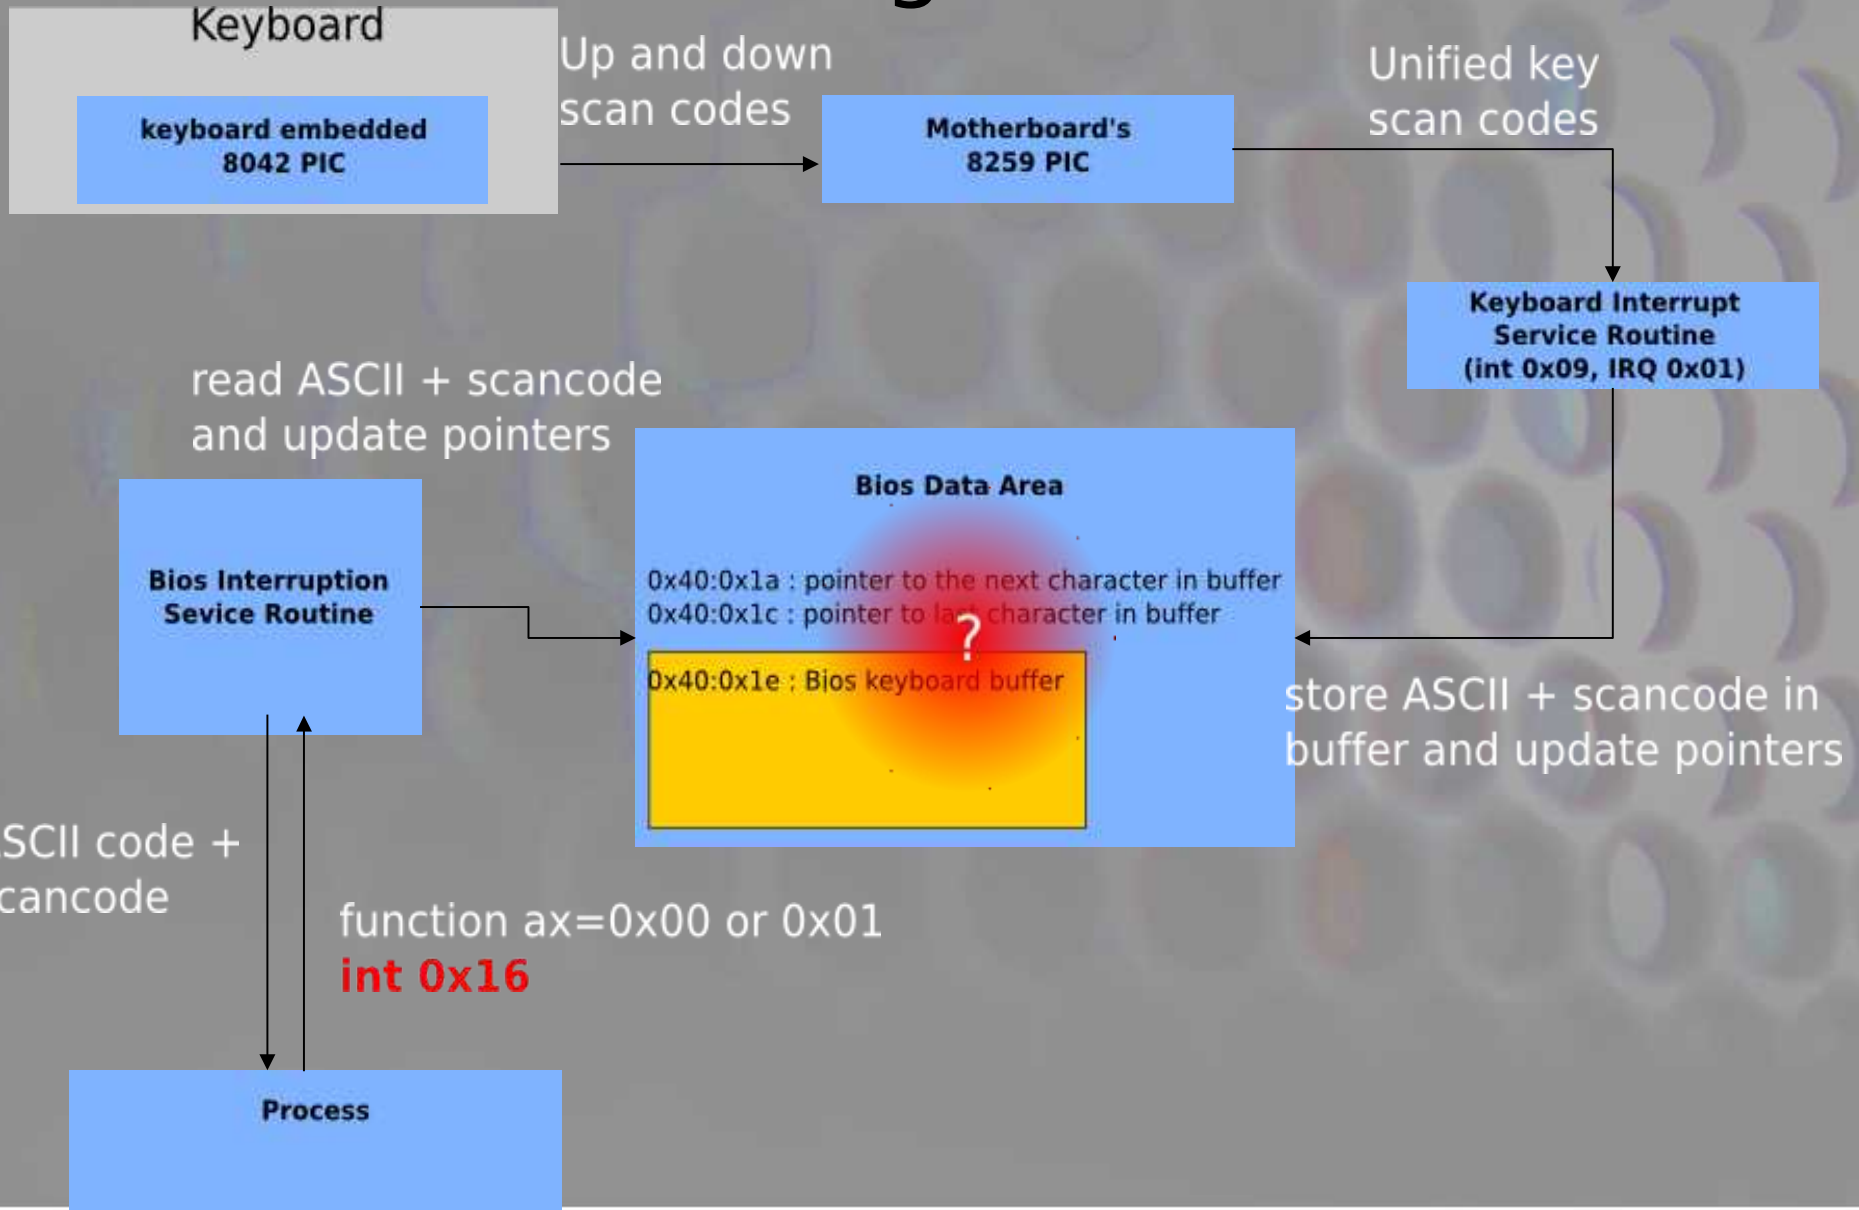 Keyboard
keyboard embedded
8042 PIC
Up and down
scan codes
Motherboard's
8259 PIC
Unified key
scan codes
Keyboard Interrupt
Service Routine
(int 0x09, IRQ 0x01)
read ASCII + scancode
and update pointers
Bios Data Area
0x40:0x1a : pointer to the next character in buffer
0x40:0x1c : pointer to last character in buffer
?
0x40:0x1e : Bios keyboard buffer
Bios Interruption
Sevice Routine
store ASCII + scancode in
buffer and update pointers
SCII code +
cancode
function ax=0x00 or 0x01
int 0x16
Process